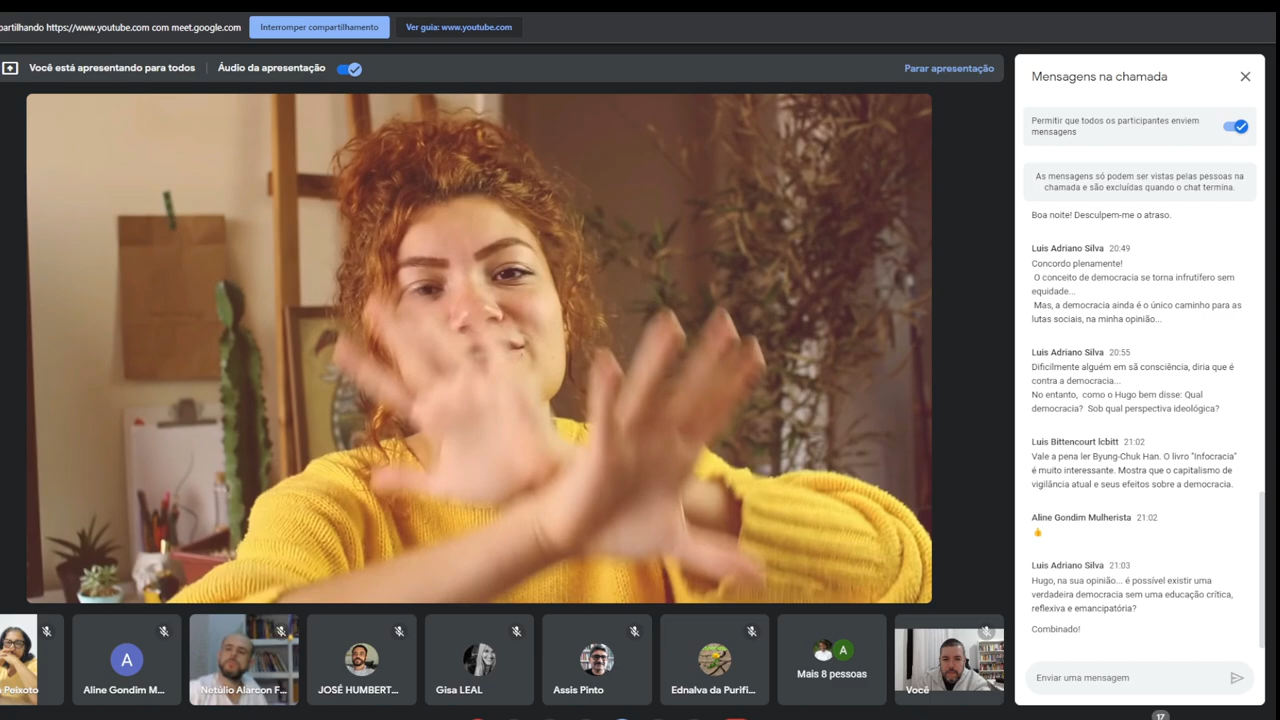 partilhando https://www.youtube.com com meet.google.com
Interromper compartilhamento
Ver guia: www.youtube.com
Você está apresentando para todos
Áudio da apresentação
Parar apresentação
Mensagens na chamada
Permitir que todos os participantes enviem
mensagens
As mensagens só podem ser vistas pelas pessoas na
chamada e são excluídas quando o chat termina.
Boa noite! Desculpem-me o atraso.
Luis Adriano Silva 20:49
Concordo plenamente!
O conceito de democracia se torna infrutífero sem
equidade...
Mas, a democracia ainda é o único caminho para as
lutas sociais, na minha opinião...
Luis Adriano Silva 20:55
Dificilmente alguém em sã consciência, diria que é
contra a democracia...
No entanto, como o Hugo bem disse: Qual
democracia? Sob qual perspectiva ideológica?
Luis Bittencourt lcbitt 21:02
Vale a pena ler Byung-Chuk Han. O livro "Infocracia"
é muito interessante. Mostra que o capitalismo de
vigilância atual e seus efeitos sobre a democracia.
Aline Gondim Mulherista 21:02
👍
Luis Adriano Silva 21:03
Hugo, na sua opinião... é possível existir uma
verdadeira democracia sem uma educação crítica,
reflexiva e emancipatória?
Combinado!
Enviar uma mensagem
Peixoto
A
Aline Gondim M...
Netúlio Alarcon F...
JOSÉ HUMBERT...
Gisa LEAL
Assis Pinto
Ednalva da Purifi...
A
Mais 8 pessoas
Você
17